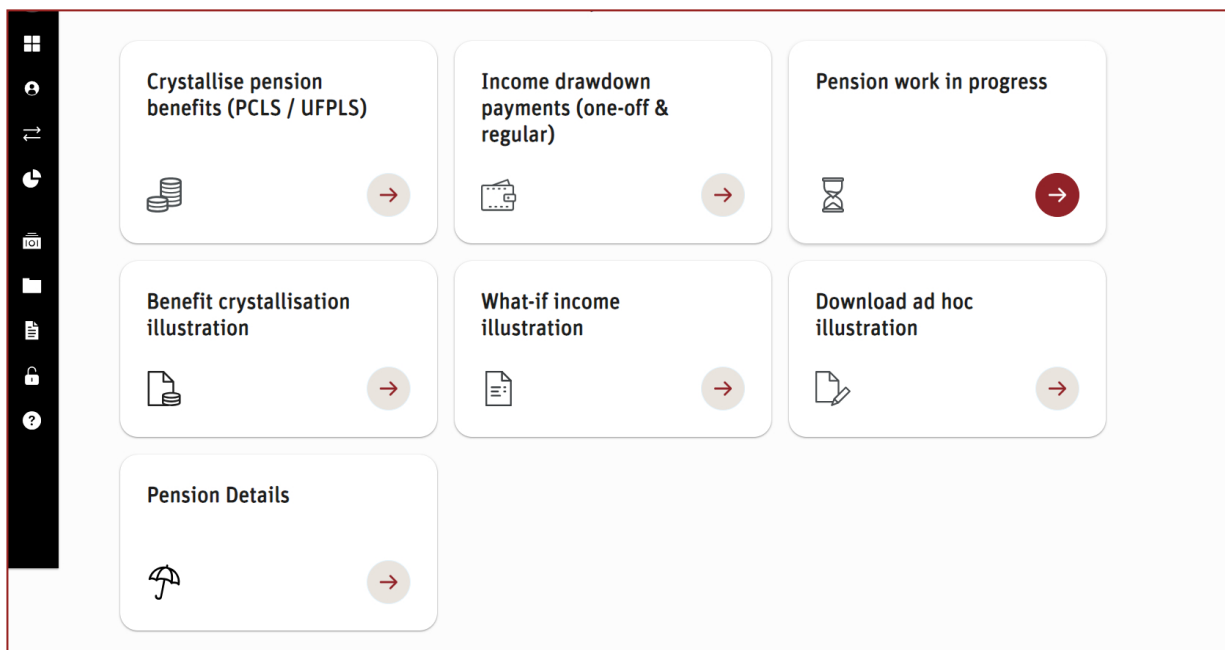 Crystallise pension
benefits (PCLS / UFPLS)
Income drawdown
payments (one-off &
regular)
Pension work in progress
Benefit crystallisation
illustration
What-if income
illustration
Download ad hoc
illustration
Pension Details